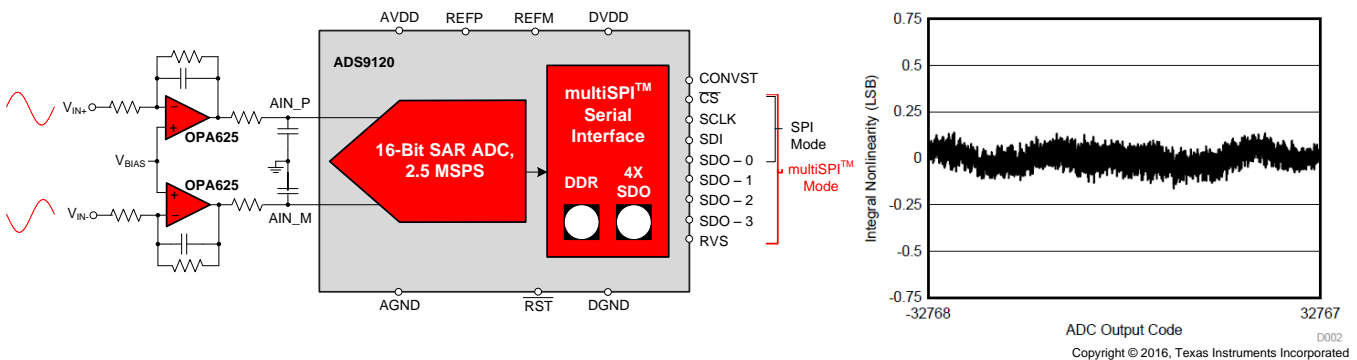 AVDD REFP REFM DVDD
ADS9120
V_IN+
OPA625
AIN_P
V_BIAS
OPA625
V_IN-
AIN_M
16-Bit SAR ADC,
2.5 MSPS
multiSPI™
Serial
Interface
DDR
4X
SDO
CONVST
CS
SCLK
SDI
SDO – 0
SDO – 1
SDO – 2
SDO – 3
RVS
SPI
Mode
multiSPI™
Mode
AGND RST DGND
Integral Nonlinearity (LSB)
0.75
0.5
0.25
0
-0.25
-0.5
-0.75
-32768 32767
ADC Output Code
D002
Copyright © 2016, Texas Instruments Incorporated